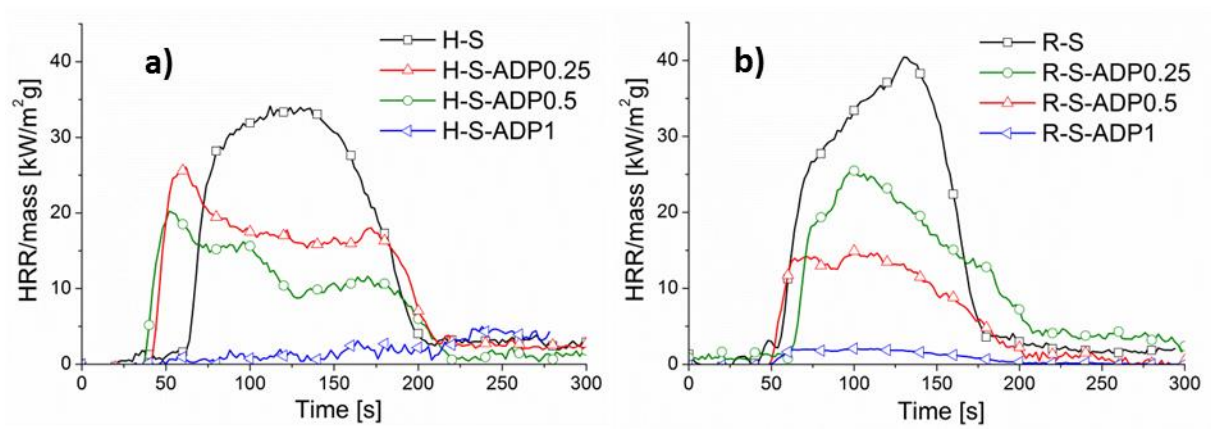 a)
H-S
H-S-ADP0.25
H-S-ADP0.5
H-S-ADP1
HRR/mass [kW/m²g]
40
30
20
10
0
0 50 100 150 200 250 300
Time [s]
b)
R-S
R-S-ADP0.25
R-S-ADP0.5
R-S-ADP1
HRR/mass [kW/m²g]
40
30
20
10
0
0 50 100 150 200 250 300
Time [s]